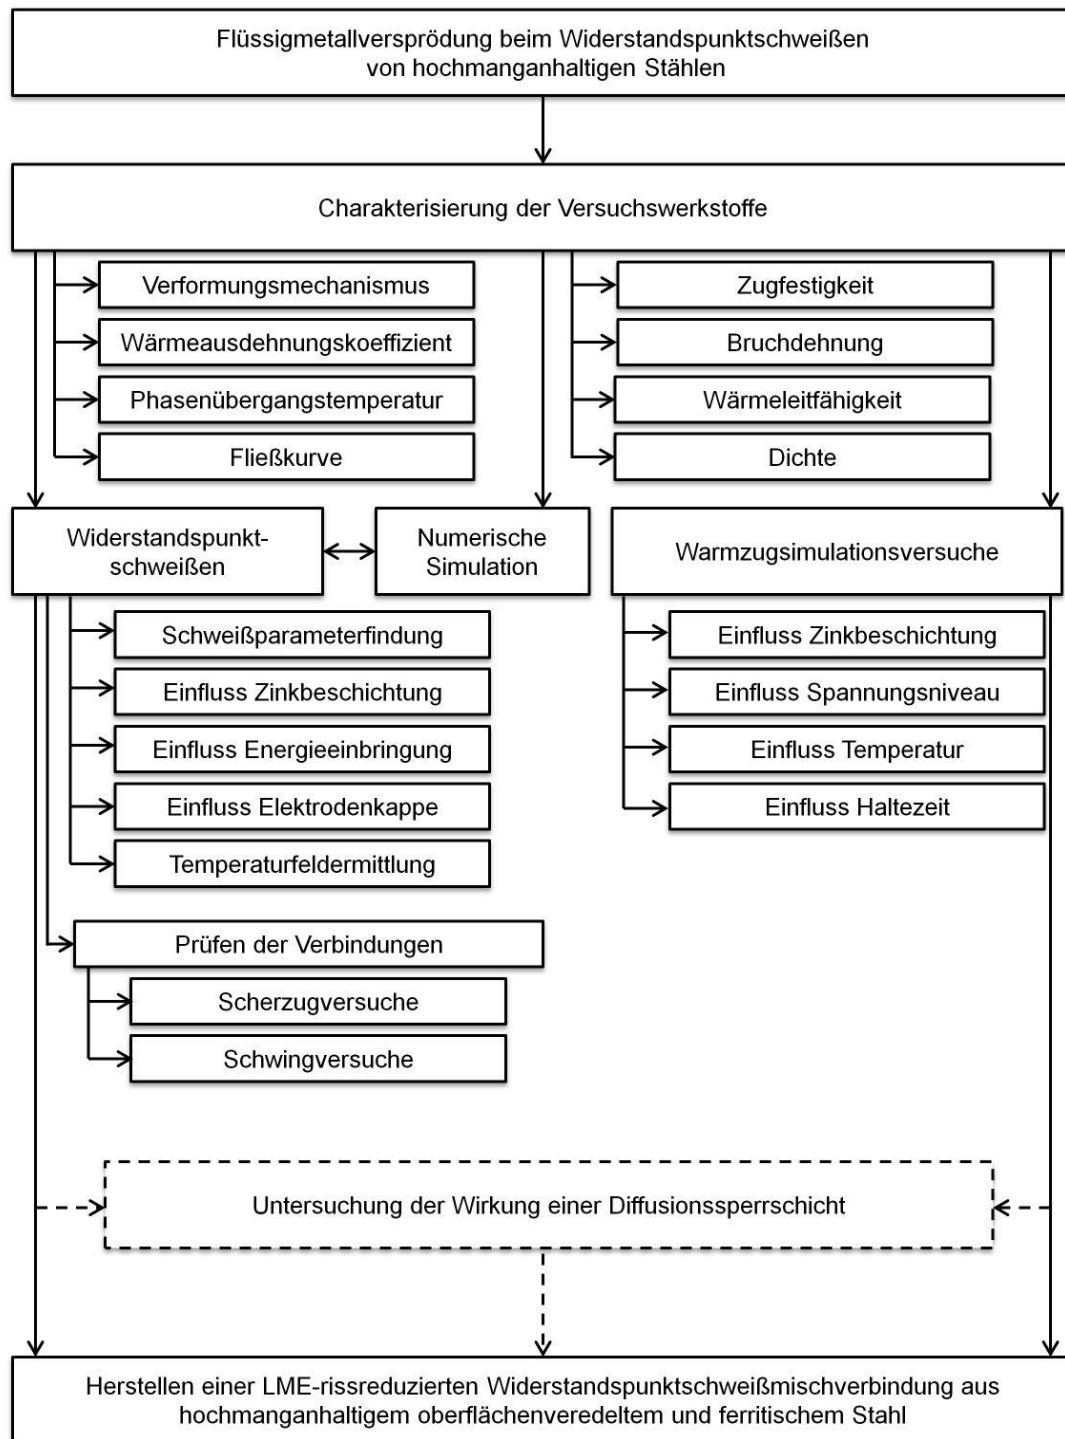 Flüssigmetallversprödung beim Widerstandspunktschweißen
von hochmanganhaltigen Stählen
Charakterisierung der Versuchswerkstoffe
Verformungsmechanismus
Wärmeausdehnungskoeffizient
Phasenübergangstemperatur
Fließkurve
Zugfestigkeit
Bruchdehnung
Wärmeleitfähigkeit
Dichte
Widerstandspunkt-
schweißen
Numerische
Simulation
Warmzugsimulationsversuche
Schweißparameterfindung
Einfluss Zinkbeschichtung
Einfluss Energieeinbringung
Einfluss Elektrodenkappe
Temperaturfeldermittlung
Einfluss Zinkbeschichtung
Einfluss Spannungsniveau
Einfluss Temperatur
Einfluss Haltezeit
Prüfen der Verbindungen
Scherzugversuche
Schwingversuche
Untersuchung der Wirkung einer Diffusionssperrschicht
Herstellen einer LME-rissreduzierten Widerstandspunktschweißmischverbindung aus
hochmanganhaltigem oberflächenveredeltem und ferritischem Stahl